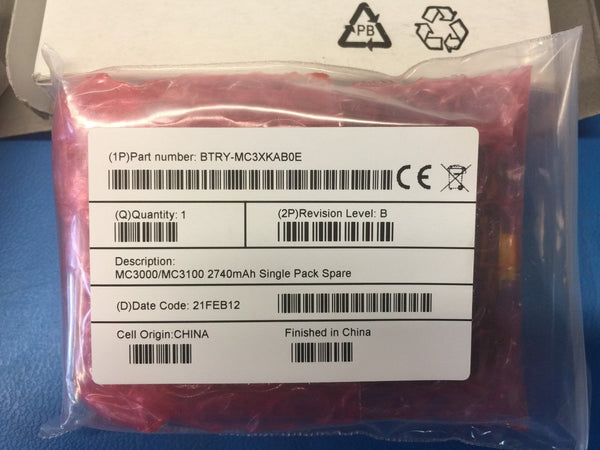 PB
(1P)Part number: BTRY-MC3XKAB0E
CE
(Q)Quantity: 1
(2P)Revision Level: B
Description:
MC3000/MC3100 2740mAh Single Pack Spare
(D)Date Code: 21FEB12
Cell Origin:CHINA
Finished in China